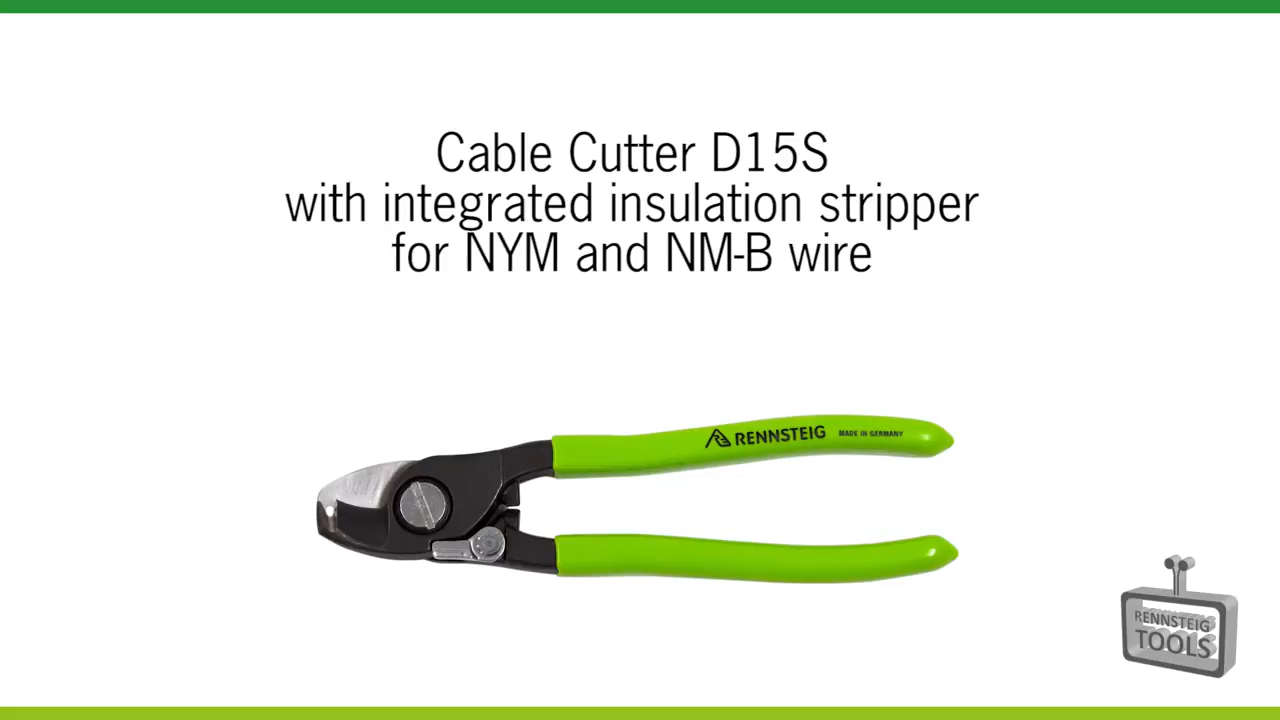 Cable Cutter D15S
with integrated insulation stripper
for NYM and NM-B wire
RENNSTEIG MADE IN GERMANY
RENNSTEIG
TOOLS